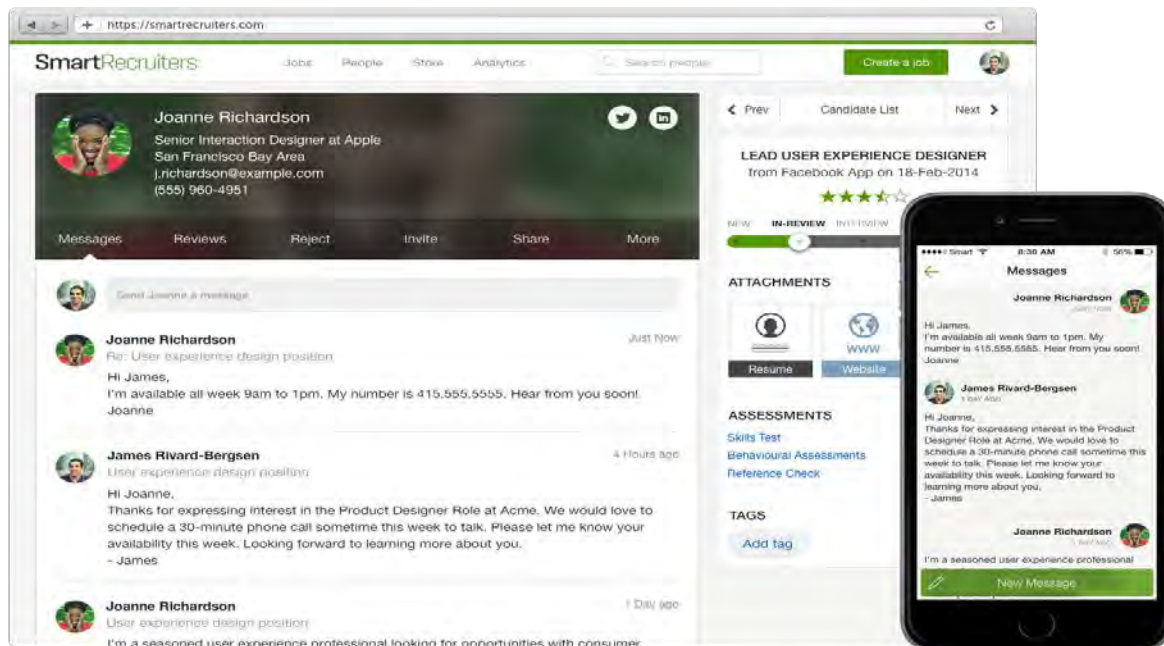 https://smartrecruiters.com
SmartRecruiters
Jobs People Store Analytics Search people Create a job
Joanne Richardson
Senior Interaction Designer at Apple
San Francisco Bay Area
j.richardson@example.com
(555) 960-4951
Messages Reviews Reject Invite Share More
Send Joanne a message
Joanne Richardson Just Now
Re: User experience design position
Hi James,
I'm available all week 9am to 1pm. My number is 415.555.5555. Hear from you soon!
Joanne
James Rivard-Bergsen 4 Hours ago
User experience design position
Hi Joanne,
Thanks for expressing interest in the Product Designer Role at Acme. We would love to
schedule a 30-minute phone call sometime this week to talk. Please let me know your
availability this week. Looking forward to learning more about you.
- James
Joanne Richardson 1 Day ago
User experience design position
I'm a seasoned user experience professional looking for opportunities with consumer
Prev Candidate List Next
LEAD USER EXPERIENCE DESIGNER
from Facebook App on 18-Feb-2014
NEW IN-REVIEW INTERVIEW
ATTACHMENTS
WWW
Resume Website
ASSESSMENTS
Skills Test
Behavioural Assessments
Reference Check
TAGS
Add tag
Smart 8:30 AM 56%
Messages
Joanne Richardson
Just Now
Hi James,
I'm available all week 9am to 1pm. My
number is 415.555.5585. Hear from you soon!
Joanne
James Rivard-Bergsen
1 DAY AGO
Hi Joanne,
Thanks for expressing interest in the Product
Designer Role at Acme. We would love to
schedule a 30-minute phone call sometime this
week to talk. Please let me know your
availability this week. Looking forward to
learning more about you.
- James
Joanne Richardson
I'm a seasoned user experience professional
New Message